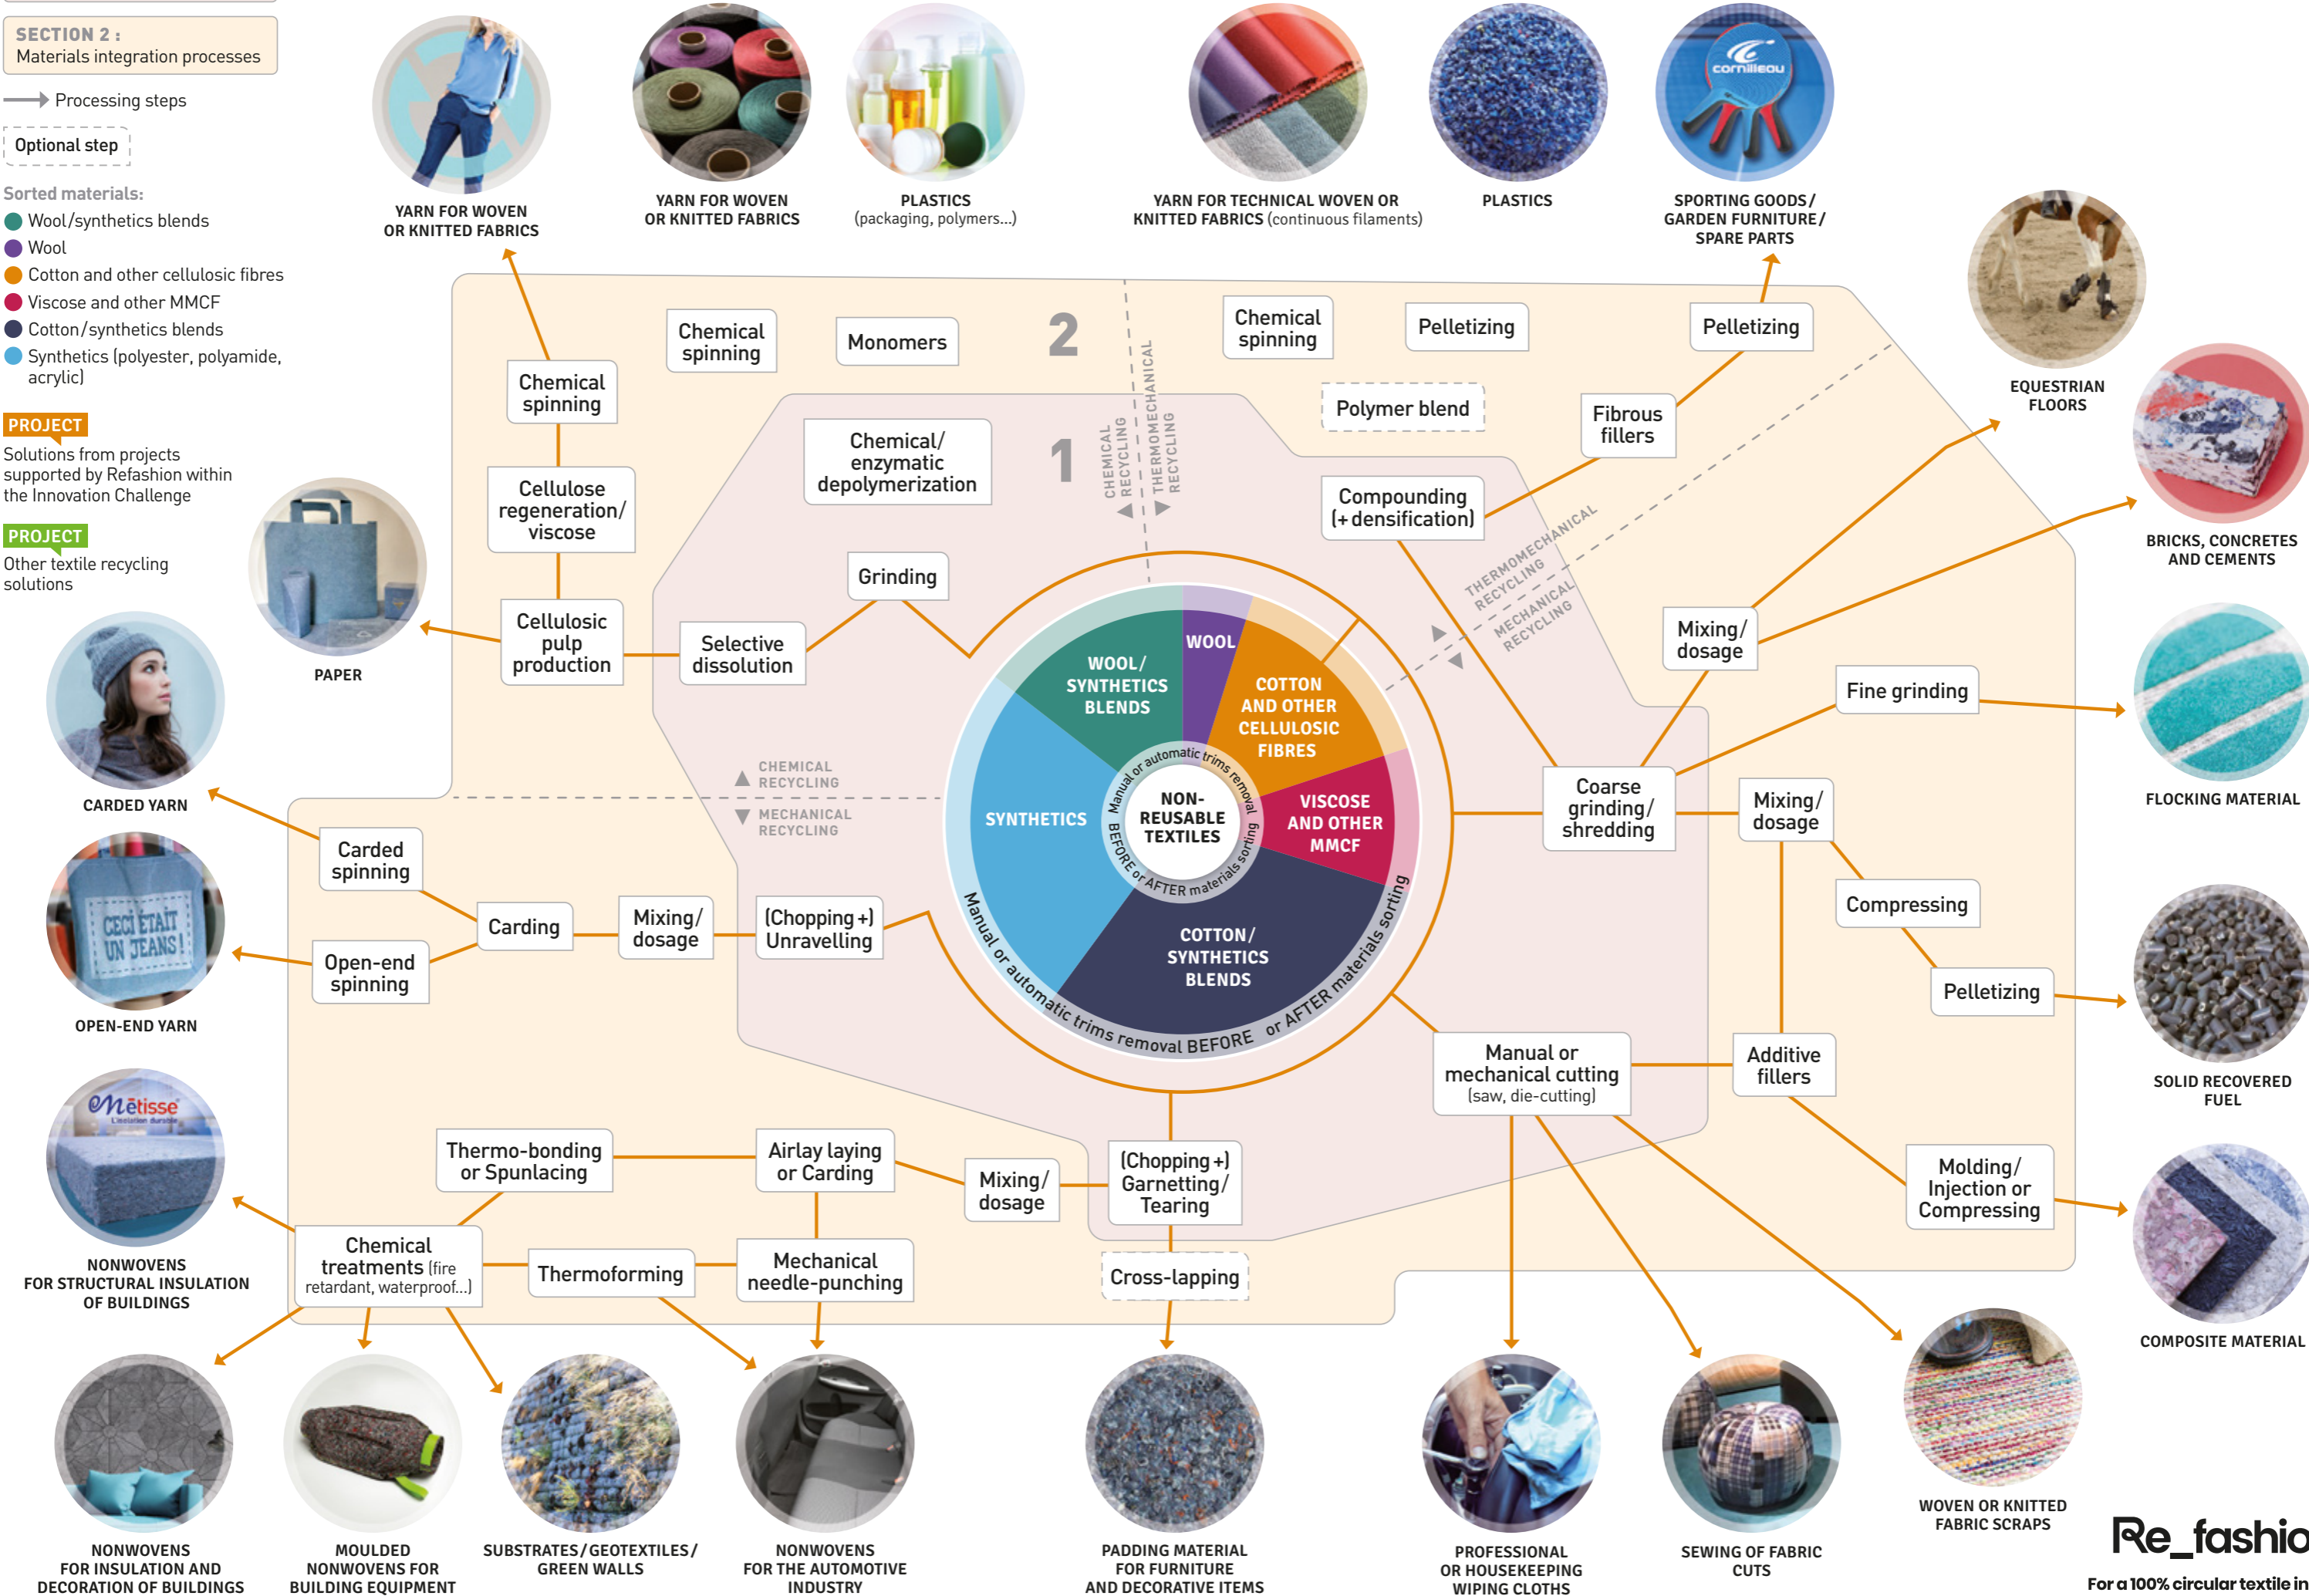 SECTION 2 :
Materials integration processes
Processing steps
Optional step
Sorted materials:
Wool/synthetics blends
Wool
Cotton and other cellulosic fibres
Viscose and other MMCF
Cotton/synthetics blends
Synthetics (polyester, polyamide,
acrylic)
PROJECT
Solutions from projects
supported by Refashion within
the Innovation Challenge
PROJECT
Other textile recycling
solutions
YARN FOR WOVEN
OR KNITTED FABRICS
YARN FOR WOVEN
OR KNITTED FABRICS
PLASTICS
(packaging, polymers...)
YARN FOR TECHNICAL WOVEN OR
KNITTED FABRICS (continuous filaments)
PLASTICS
cornilleau
SPORTING GOODS/
GARDEN FURNITURE/
SPARE PARTS
EQUESTRIAN
FLOORS
BRICKS, CONCRETES
AND CEMENTS
FLOCKING MATERIAL
SOLID RECOVERED
FUEL
COMPOSITE MATERIAL
PAPER
CARDED YARN
CECI ÉTAIT
UN JEANS !
OPEN-END YARN
Métisse
L'isolation durable
NONWOVENS
FOR STRUCTURAL INSULATION
OF BUILDINGS
Chemical
spinning
Cellulose
regeneration/
viscose
Cellulosic
pulp
production
Chemical
spinning
Monomers
2
Chemical
spinning
Pelletizing
Pelletizing
Polymer blend
Fibrous
fillers
Chemical/
enzymatic
depolymerization
1
CHEMICAL
RECYCLING
THERMOMECHANICAL
RECYCLING
Compounding
(+ densification)
THERMOMECHANICAL
RECYCLING
MECHANICAL
RECYCLING
Grinding
Selective
dissolution
Mixing/
dosage
Fine grinding
CHEMICAL
RECYCLING
MECHANICAL
RECYCLING
WOOL/
SYNTHETICS
BLENDS
WOOL
COTTON
AND OTHER
CELLULOSIC
FIBRES
SYNTHETICS
VISCOSE
AND OTHER
MMCF
COTTON/
SYNTHETICS
BLENDS
Manual or automatic trims removal
BEFORE or AFTER materials sorting
NON-
REUSABLE
TEXTILES
Manual or automatic trims removal BEFORE or AFTER materials sorting
Coarse
grinding/
shredding
Mixing/
dosage
Compressing
Pelletizing
Additive
fillers
Molding/
Injection or
Compressing
Manual or
mechanical cutting
(saw, die-cutting)
Carded
spinning
Open-end
spinning
Carding
Mixing/
dosage
(Chopping +)
Unravelling
Thermo-bonding
or Spunlacing
Airlay laying
or Carding
Mixing/
dosage
(Chopping +)
Garnetting/
Tearing
Chemical
treatments (fire
retardant, waterproof...)
Thermoforming
Mechanical
needle-punching
Cross-lapping
NONWOVENS
FOR INSULATION AND
DECORATION OF BUILDINGS
MOULDED
NONWOVENS FOR
BUILDING EQUIPMENT
SUBSTRATES/GEOTEXTILES/
GREEN WALLS
NONWOVENS
FOR THE AUTOMOTIVE
INDUSTRY
PADDING MATERIAL
FOR FURNITURE
AND DECORATIVE ITEMS
PROFESSIONAL
OR HOUSEKEEPING
WIPING CLOTHS
SEWING OF FABRIC
CUTS
WOVEN OR KNITTED
FABRIC SCRAPS
Re_fashio
For a 100% circular textile in